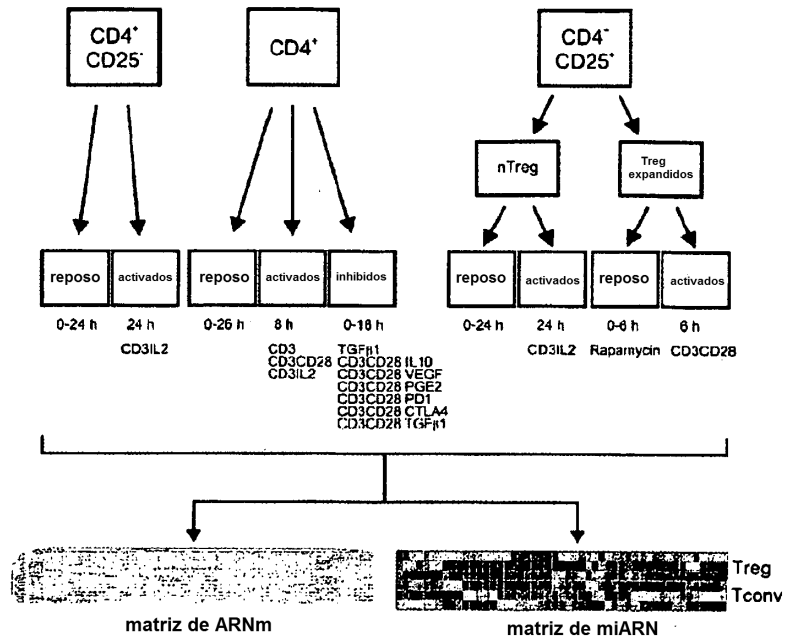 CD4⁺
CD25⁻
CD4⁺
CD4⁻
CD25⁺
nTreg
Treg
expandidos
reposo
activados
reposo
activados
inhibidos
reposo
activados
reposo
activados
0-24 h
24 h
0-26 h
8 h
0-16 h
0-24 h
24 h
0-6 h
6 h
CD3IL2
CD3
CD3CD28
CD3IL2
TGFβ1
CD3CD28 IL10
CD3CD28 VEGF
CD3CD28 PGE2
CD3CD28 PD1
CD3CD28 CTLA4
CD3CD28 TGFβ1
CD3IL2
Rapamycin
CD3CD28
Treg
Tconv
matriz de ARNm
matriz de miARN